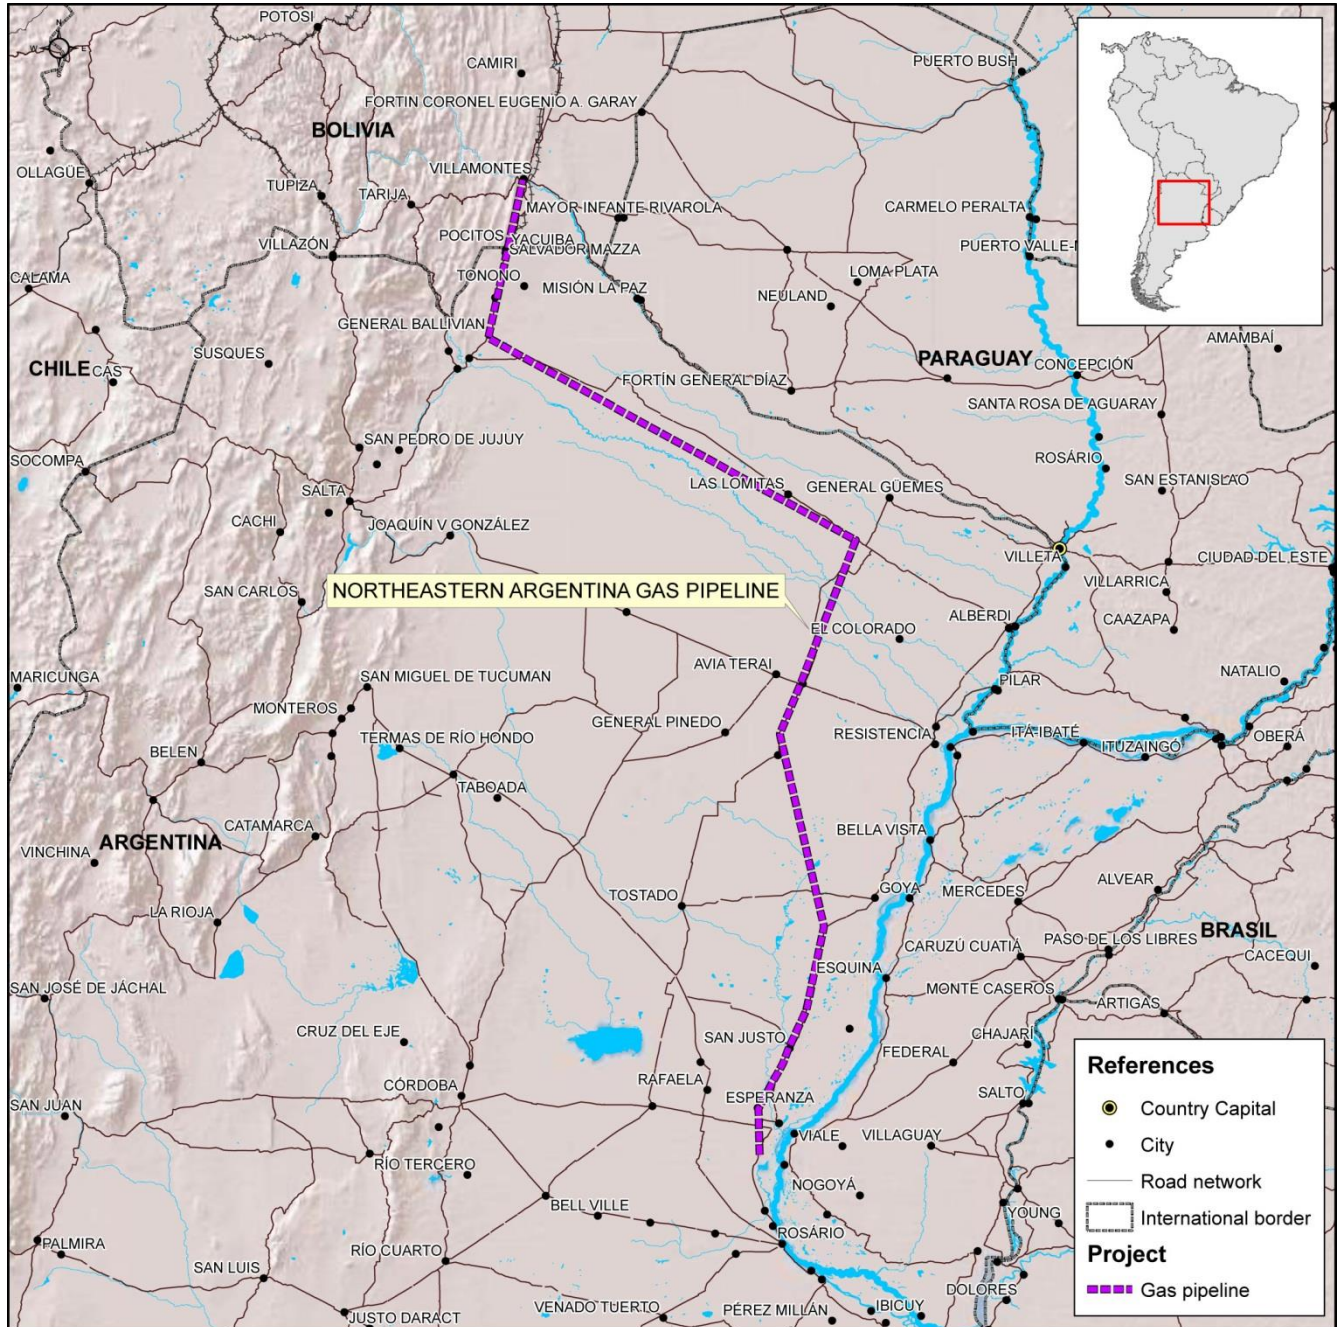 POTOSI
CAMIRI
PUERTO BUSH
FORTIN CORONEL EUGENIO A. GARAY
BOLIVIA
OLLAGÜE
VILLAMONTES
TUPIZA
TARIJA
MAYOR INFANTE RIVAROLA
CARMELO PERALTA
POCITOS
YACUIBA
VILLAZÓN
SALVADOR MAZZA
PUERTO VALLE-M
CALAMA
TONONO
MISIÓN LA PAZ
LOMA PLATA
NEULAND
GENERAL BALLIVIAN
AMAMBAÍ
SUSQUES
CHILE
CAS
PARAGUAY
CONCEPCIÓN
FORTÍN GENERAL DÍAZ
SANTA ROSA DE AGUARAY
SAN PEDRO DE JUJUY
SOCOMPA
ROSÁRIO
SALTA
LAS LOMITAS
GENERAL GÜEMES
SAN ESTANISLAO
CACHI
JOAQUÍN V GONZÁLEZ
VILLETA
CIUDAD DEL ESTE
NORTHEASTERN ARGENTINA GAS PIPELINE
SAN CARLOS
VILLARRICA
ALBERDI
CAAZAPA
EL COLORADO
AVIA TERAI
MARICUNGA
SAN MIGUEL DE TUCUMAN
PILAR
NATALIO
MONTEROS
GENERAL PINEDO
TERMAS DE RÍO HONDO
RESISTENCIA
ITÁ-IBATÉ
ITUZAINGÓ
OBERÁ
BELEN
TABOADA
CATAMARCA
BELLA VISTA
ARGENTINA
VINCHINA
ALVEAR
TOSTADO
GOYA
MERCEDES
LA RIOJA
BRASIL
CARUZÚ CUATIÁ
PASO DE LOS LIBRES
CACEQUI
ESQUINA
SAN JOSÉ DE JÁCHAL
MONTE CASEROS
ARTIGAS
CRUZ DEL EJE
SAN JUSTO
CHAJARÍ
FEDERAL
RAFAELA
CÓRDOBA
ESPERANZA
SALTO
SAN JUAN
VIALE
VILLAGUAY
RÍO TERCERO
NOGOYÁ
BELL VILLE
YOUNG
ROSÁRIO
PALMIRA
RÍO CUARTO
SAN LUIS
DOLORES
VENADO TUERTO
PÉREZ MILLÁN
IBICUY
JUSTO DARACT
N
W
E
S
References
Country Capital
City
Road network
International border
Project
Gas pipeline